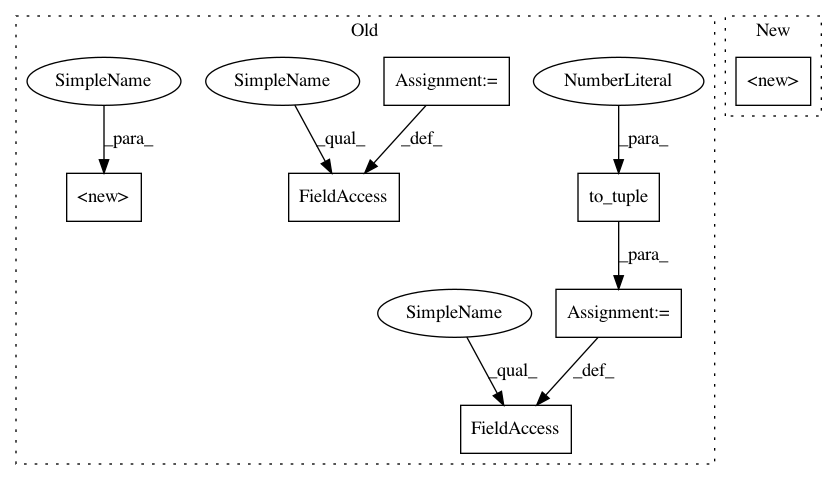 Old
New
SimpleName
SimpleName
Assignment:=
NumberLiteral
<new>
_para_
_qual_
_def_
_para_
<new>
FieldAccess
to_tuple
_para_
SimpleName
Assignment:=
_qual_
_def_
FieldAccess